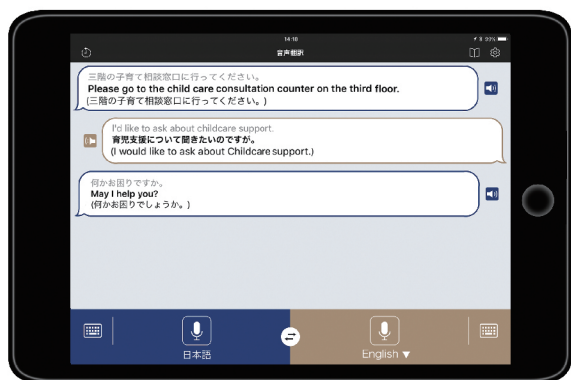 14:10
音声翻訳
三階の子育て相談窓口に行ってください。
Please go to the child care consultation counter on the third floor.
(三階の子育て相談窓口に行ってください。)
I'd like to ask about childcare support.
育児支援について聞きたいのですが。
(I would like to ask about Childcare support.)
何かお困りですか。
May I help you?
(何かお困りでしょうか。)
日本語
English ▼